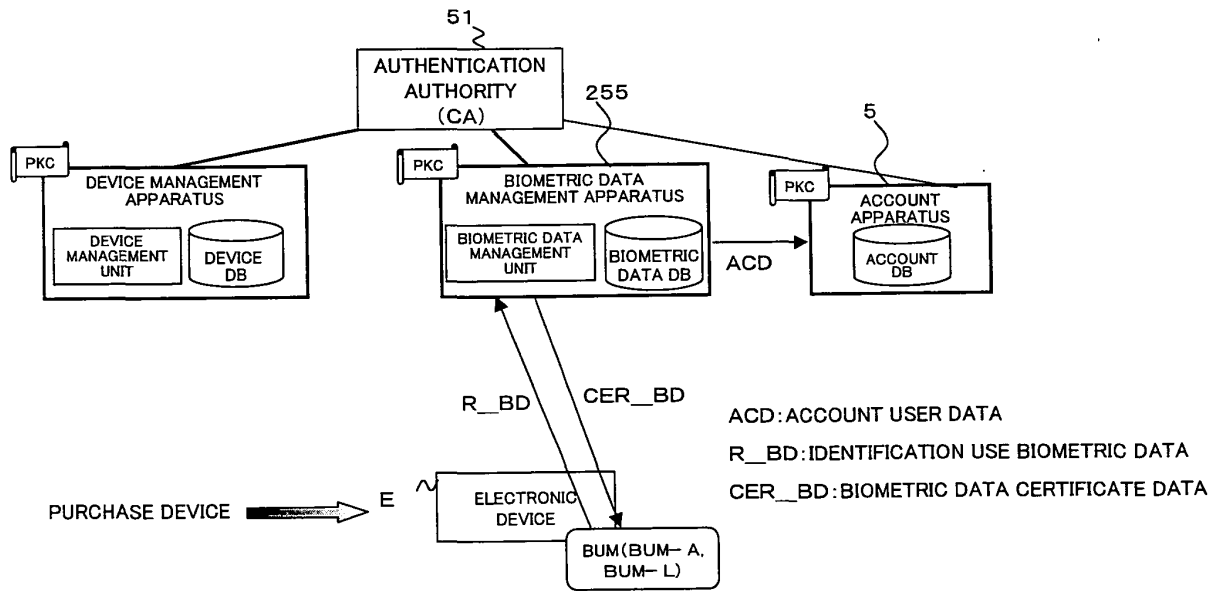 51
AUTHENTICATION
AUTHORITY
(CA)
255
5
PKC
DEVICE MANAGEMENT
APPARATUS
DEVICE
MANAGEMENT
UNIT
DEVICE
DB
PKC
BIOMETRIC DATA
MANAGEMENT APPARATUS
BIOMETRIC DATA
MANAGEMENT
UNIT
BIOMETRIC
DATA DB
ACD
PKC
ACCOUNT
APPARATUS
ACCOUNT
DB
R__BD
CER__BD
ACD:ACCOUNT USER DATA
R__BD:IDENTIFICATION USE BIOMETRIC DATA
CER__BD:BIOMETRIC DATA CERTIFICATE DATA
PURCHASE DEVICE
E
ELECTRONIC
DEVICE
BUM(BUM-A,
BUM-L)